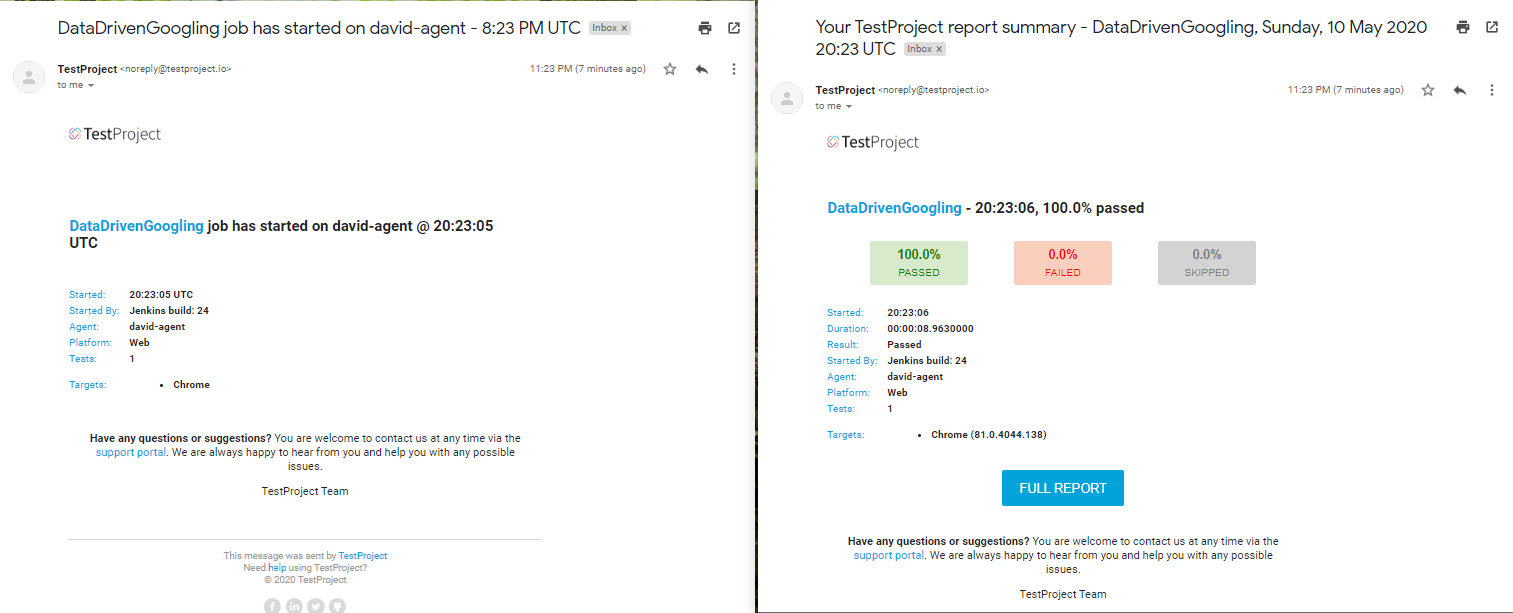 DataDrivenGoogling job has started on david-agent - 8:23 PM UTC Inbox x
TestProject <noreply@testproject.io> 11:23 PM (7 minutes ago)
to me
TestProject
DataDrivenGoogling job has started on david-agent @ 20:23:05
UTC
Started: 20:23:05 UTC
Started By: Jenkins build: 24
Agent: david-agent
Platform: Web
Tests: 1
Targets: • Chrome
Have any questions or suggestions? You are welcome to contact us at any time via the
support portal. We are always happy to hear from you and help you with any possible
issues.
TestProject Team
This message was sent by TestProject
Need help using TestProject?
© 2020 TestProject
Your TestProject report summary - DataDrivenGoogling, Sunday, 10 May 2020
20:23 UTC Inbox x
TestProject <noreply@testproject.io> 11:23 PM (7 minutes ago)
to me
TestProject
DataDrivenGoogling - 20:23:06, 100.0% passed
100.0% 0.0% 0.0%
PASSED FAILED SKIPPED
Started: 20:23:06
Duration: 00:00:08.9630000
Result: Passed
Started By: Jenkins build: 24
Agent: david-agent
Platform: Web
Tests: 1
Targets: • Chrome (81.0.4044.138)
FULL REPORT
Have any questions or suggestions? You are welcome to contact us at any time via the
support portal. We are always happy to hear from you and help you with any possible
issues.
TestProject Team